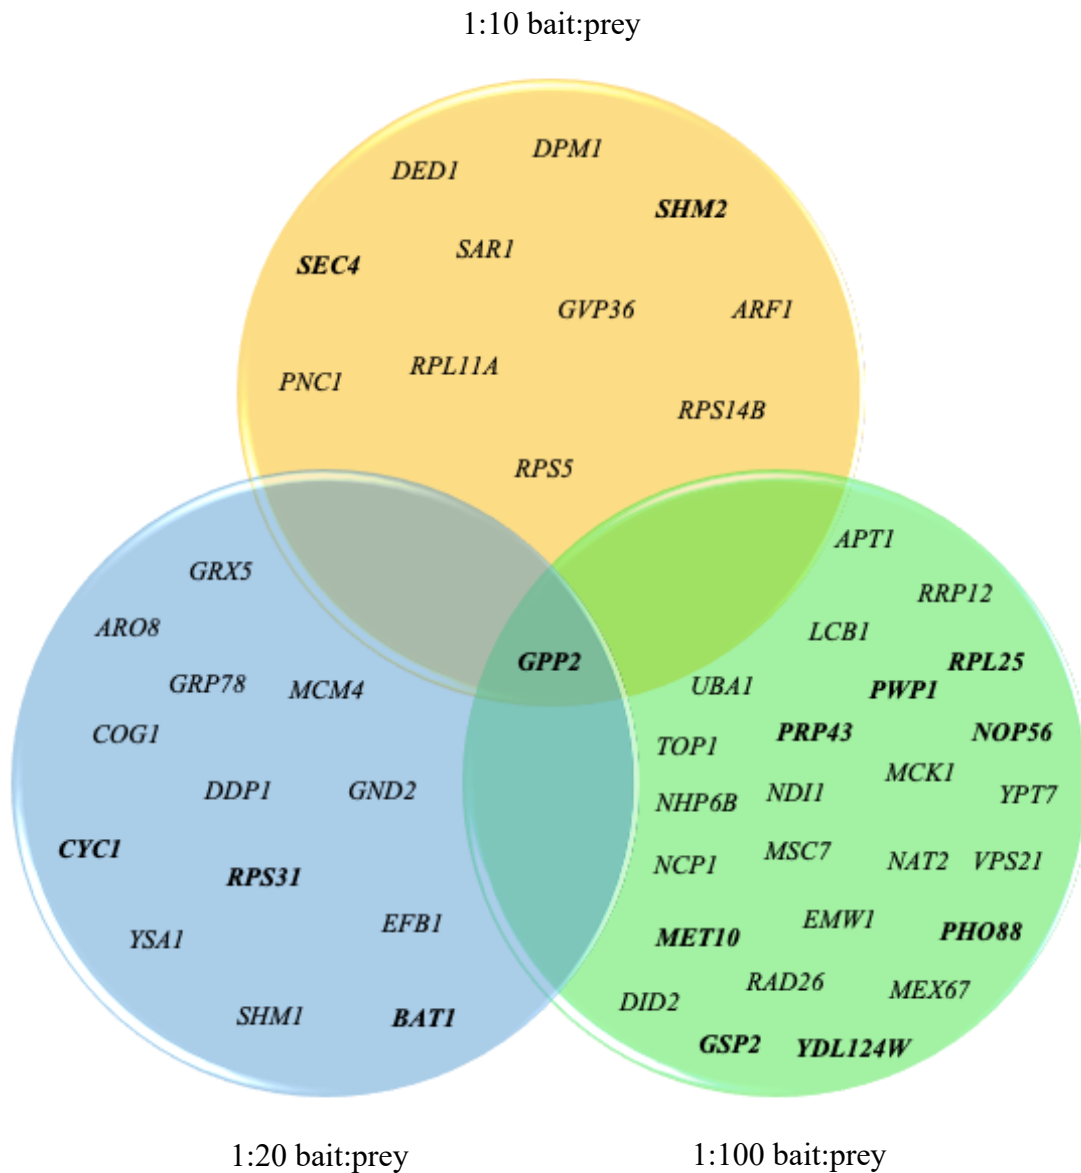 1:10 bait:prey
DPM1
DED1
SHM2
SAR1
SEC4
GVP36
ARF1
RPL11A
PNC1
RPS14B
RPS5
GRX5
ARO8
GRP78
MCM4
COG1
DDP1
GND2
CYC1
RPS31
EFB1
YSA1
SHM1
BAT1
GPP2
APT1
RRP12
LCB1
RPL25
UBA1
PWP1
PRP43
NOP56
TOP1
MCK1
NDI1
YPT7
NHP6B
MSC7
NCP1
NAT2
VPS21
EMW1
MET10
PHO88
RAD26
MEX67
DID2
GSP2
YDL124W
1:20 bait:prey
1:100 bait:prey